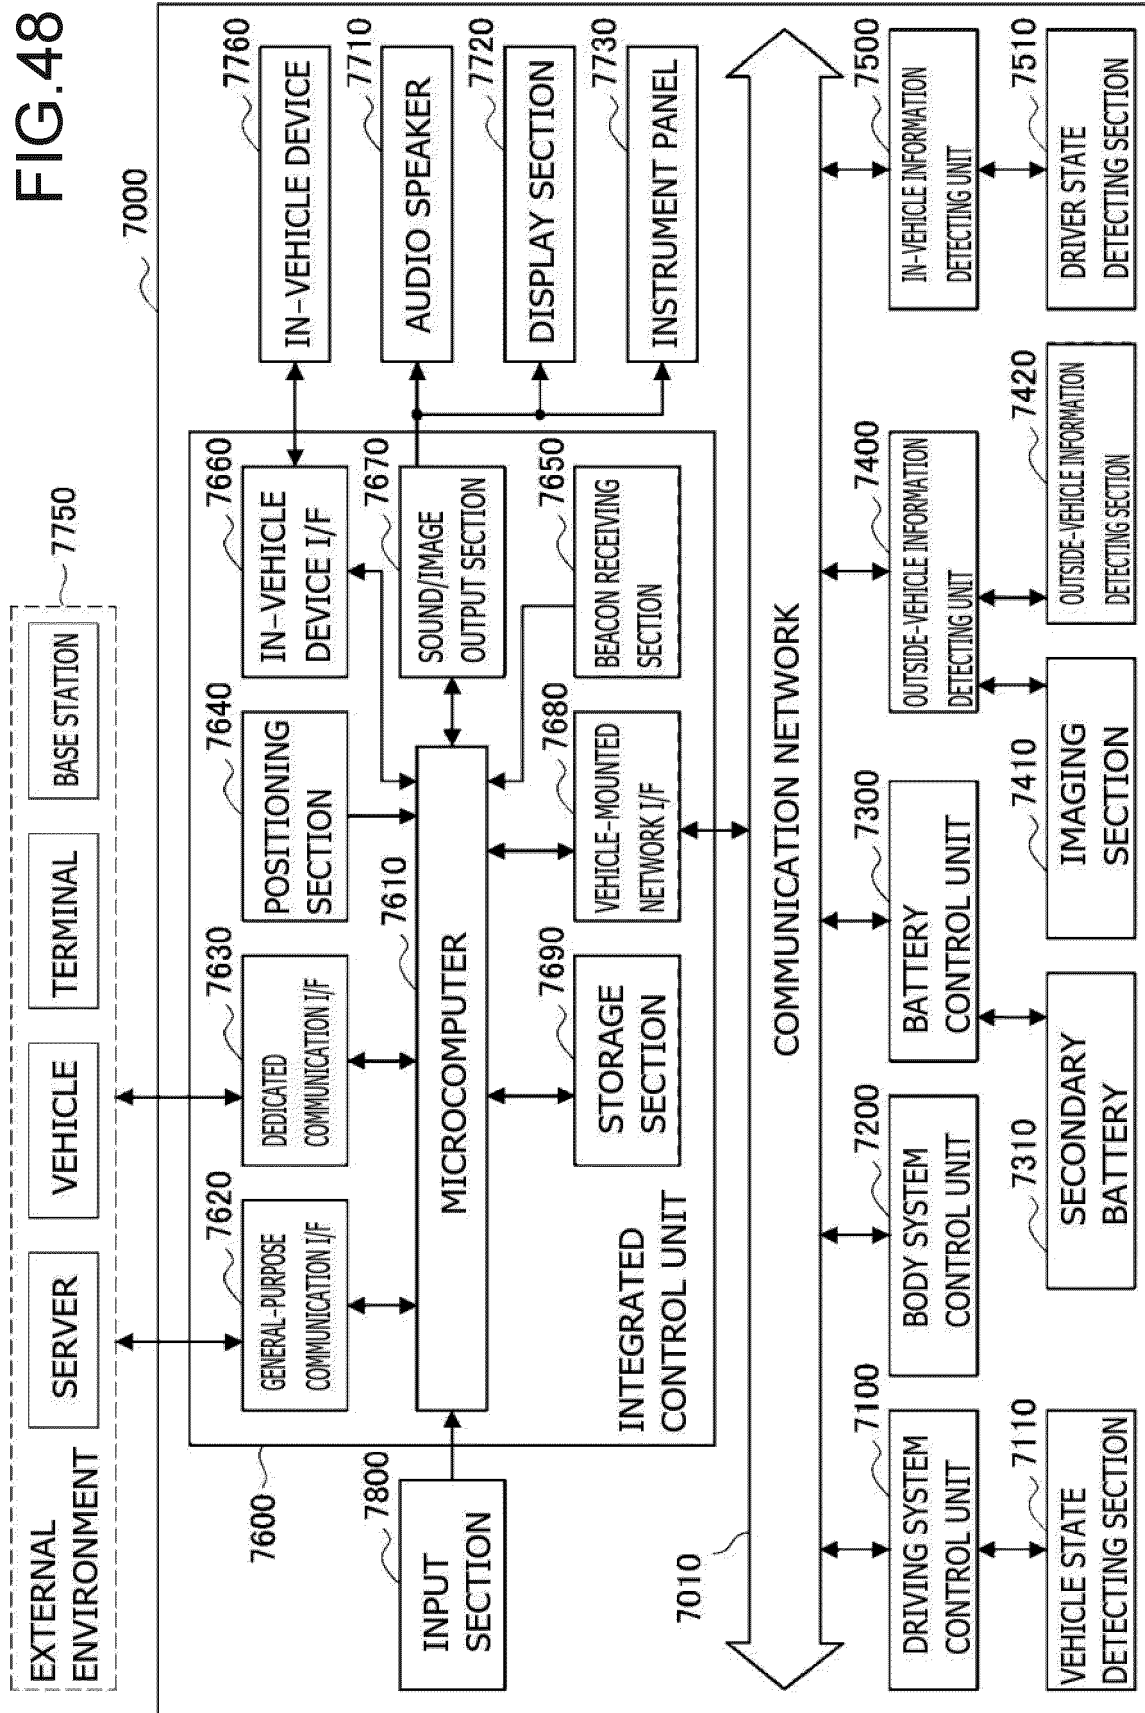 FIG.48
7000
EXTERNAL
ENVIRONMENT
SERVER
VEHICLE
TERMINAL
BASE STATION
7750
7600
7620
GENERAL-PURPOSE
COMMUNICATION I/F
7630
DEDICATED
COMMUNICATION I/F
7640
POSITIONING
SECTION
7660
IN-VEHICLE
DEVICE I/F
7760
IN-VEHICLE DEVICE
7800
INPUT
SECTION
7610
MICROCOMPUTER
7670
SOUND/IMAGE
OUTPUT SECTION
7710
AUDIO SPEAKER
7720
DISPLAY SECTION
7730
INSTRUMENT PANEL
INTEGRATED
CONTROL UNIT
7690
STORAGE
SECTION
7680
VEHICLE-MOUNTED
NETWORK I/F
7650
BEACON RECEIVING
SECTION
7010
COMMUNICATION NETWORK
7100
DRIVING SYSTEM
CONTROL UNIT
7200
BODY SYSTEM
CONTROL UNIT
7300
BATTERY
CONTROL UNIT
7400
OUTSIDE-VEHICLE INFORMATION
DETECTING UNIT
7500
IN-VEHICLE INFORMATION
DETECTING UNIT
7110
VEHICLE STATE
DETECTING SECTION
7310
SECONDARY
BATTERY
7410
IMAGING
SECTION
7420
OUTSIDE-VEHICLE INFORMATION
DETECTING SECTION
7510
DRIVER STATE
DETECTING SECTION